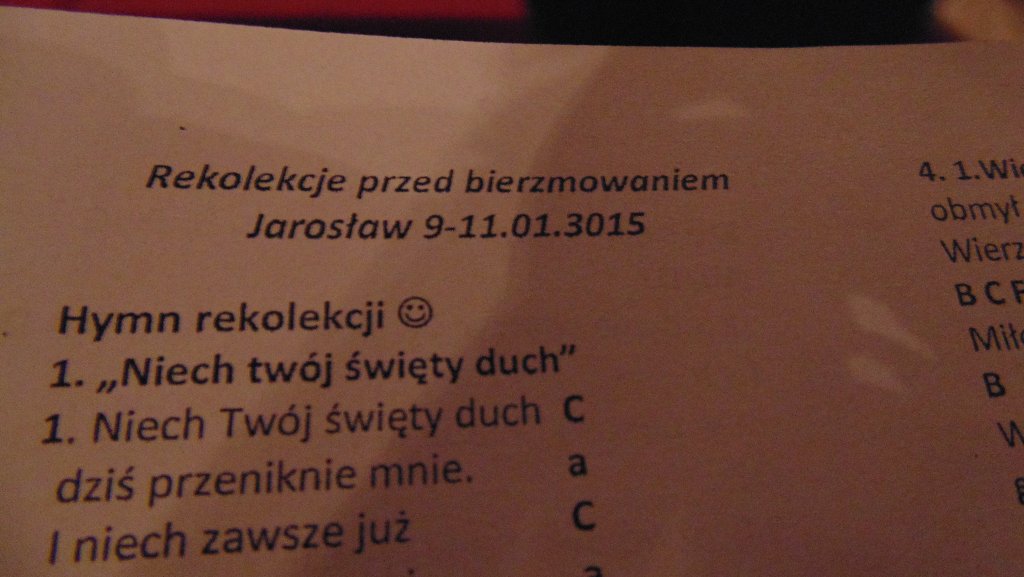 Rekolekcje przed bierzmowaniem
Jarosław 9-11.01.3015
Hymn rekolekcji ☺
1. „Niech twój święty duch”
1. Niech Twój święty duch C
dziś przeniknie mnie. a
I niech zawsze już C
a
4. 1.Wie
obmył
Wierz
B C F
Miło
B
W